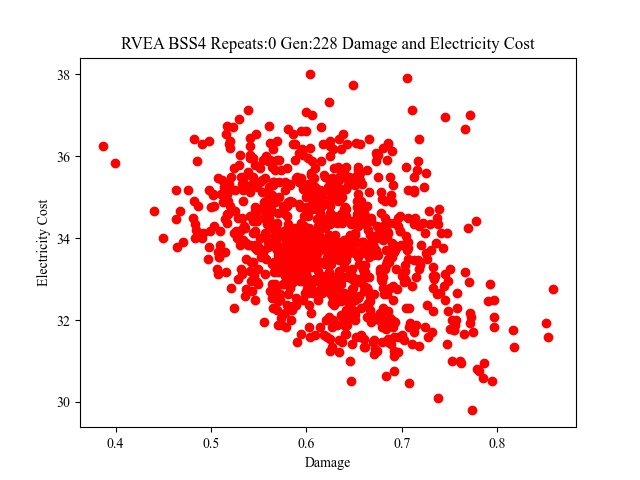 RVEA BSS4 Repeats:0 Gen:228 Damage and Electricity Cost
38
36
34
32
30
Electricity Cost
0.4 0.5 0.6 0.7 0.8
Damage